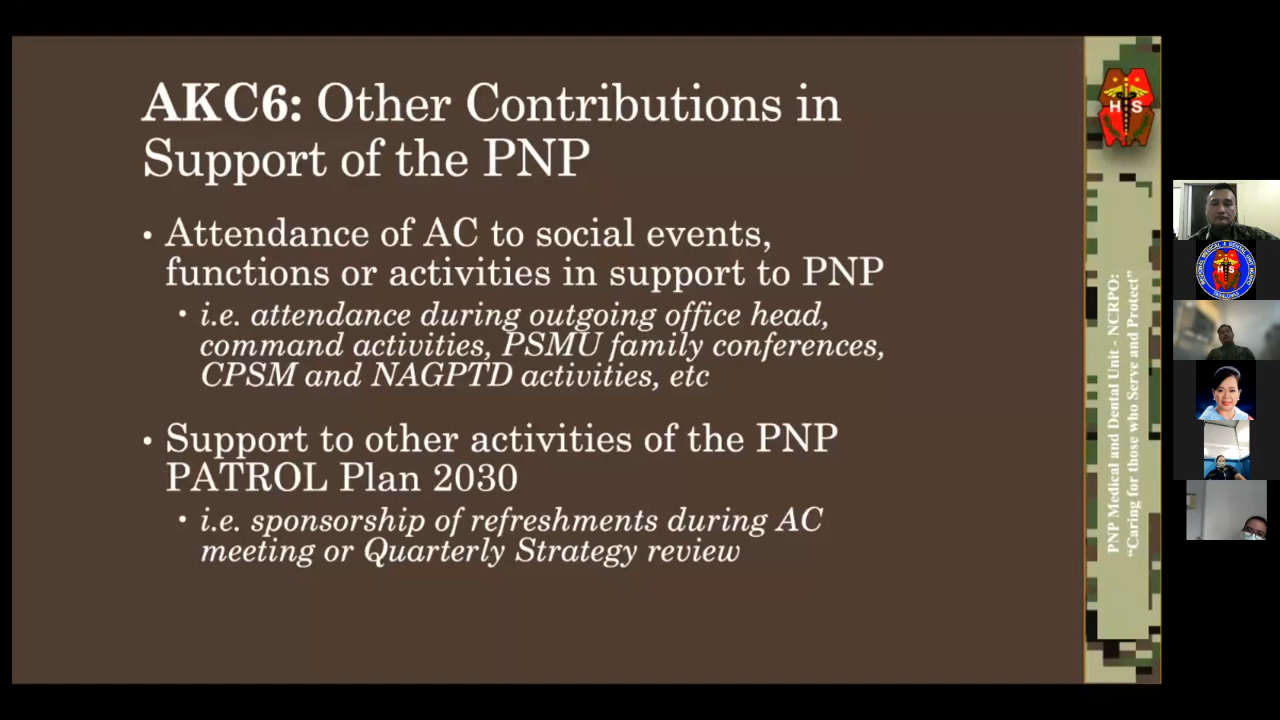 AKC6: Other Contributions in
Support of the PNP
• Attendance of AC to social events,
functions or activities in support to PNP
• i.e. attendance during outgoing office head,
command activities, PSMU family conferences,
CPSM and NAGPTD activities, etc
• Support to other activities of the PNP
PATROL Plan 2030
• i.e. sponsorship of refreshments during AC
meeting or Quarterly Strategy review
H S
PNP Medical and Dental Unit - NCRPO:
“Caring for those who Serve and Protect”
H S